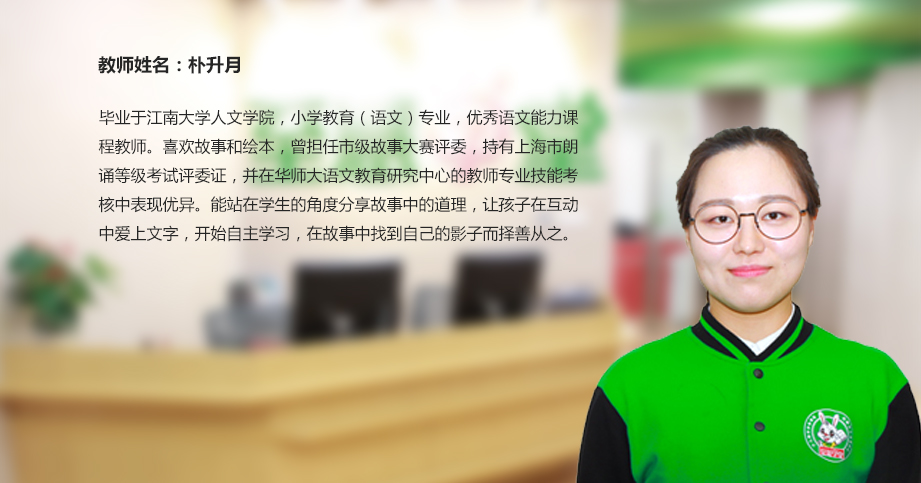 教师姓名：朴升月
毕业于江南大学人文学院，小学教育（语文）专业，优秀语文能力课
程教师。喜欢故事和绘本，曾担任市级故事大赛评委，持有上海市朗
诵等级考试评委证，并在华师大语文教育研究中心的教师专业技能考
核中表现优异。能站在学生的角度分享故事中的道理，让孩子在互动
中爱上文字，开始自主学习，在故事中找到自己的影子而择善从之。